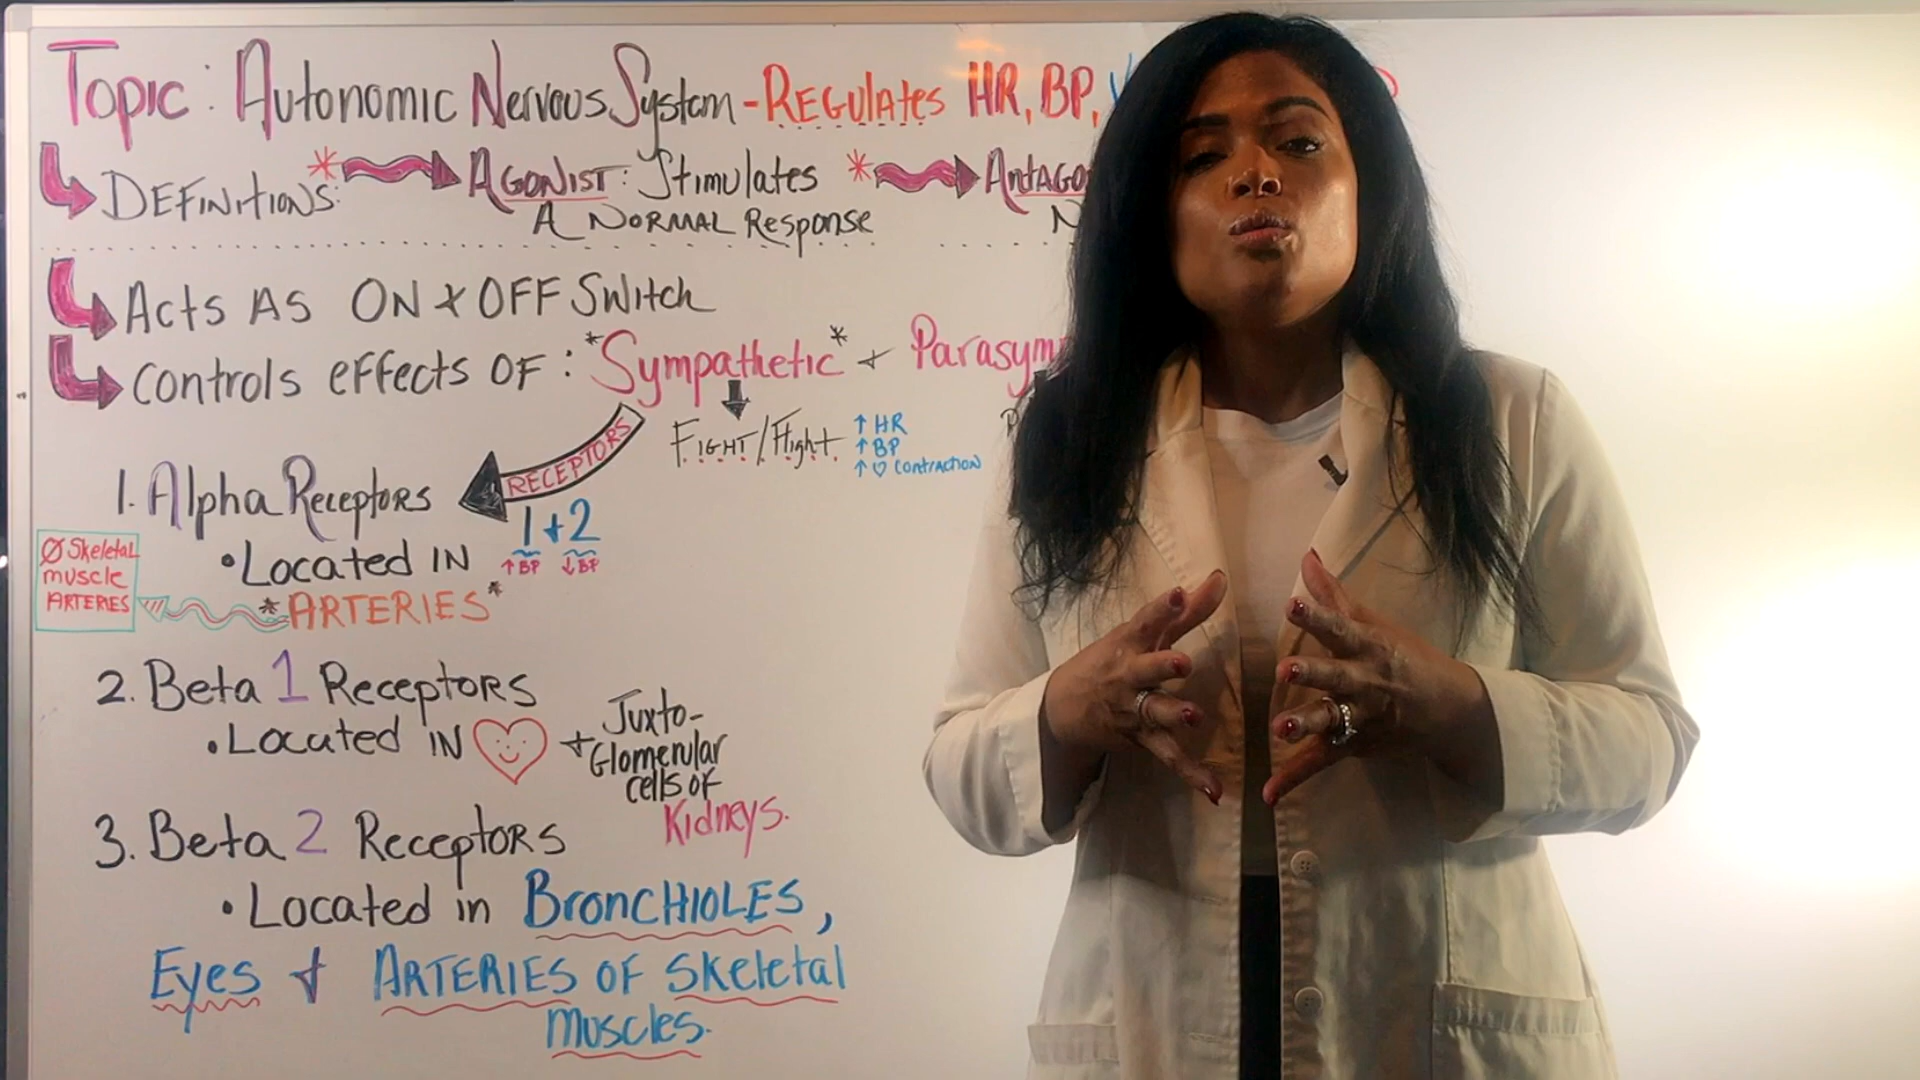 Topic: Autonomic Nervous System - REGULATES HR, BP,
DEFINITIONS: * AGONIST: Stimulates * ANTAGO
A NORMAL Response N
Acts AS ON & OFF Switch
Controls effects OF: *Sympathetic* + Parasym
FIGHT/Flight ↑ HR
↑ BP
↑ ♡ Contraction
RECEPTORS
1. Alpha Receptors
1+2
↑BP ↓BP
• Located IN
*ARTERIES*
Ø Skeletal
muscle
ARTERIES
2. Beta 1 Receptors
• Located IN ♡ + Juxto-
Glomerular
cells of
Kidneys.
3. Beta 2 Receptors
• Located in BRONCHIOLES,
Eyes & ARTERIES OF Skeletal
Muscles.